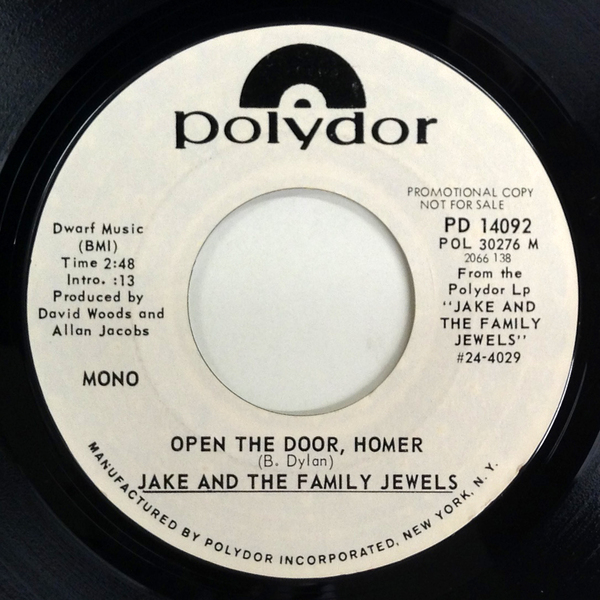 polydor
PROMOTIONAL COPY
NOT FOR SALE
PD 14092
POL 30276 M
2066 138
From the
Polydor Lp
"JAKE AND
THE FAMILY
JEWELS"
#24-4029
Dwarf Music
(BMI)
Time 2:48
Intro. :13
Produced by
David Woods and
Allan Jacobs
MONO
OPEN THE DOOR, HOMER
(B. Dylan)
JAKE AND THE FAMILY JEWELS
MANUFACTURED BY POLYDOR INCORPORATED, NEW YORK, N.Y.